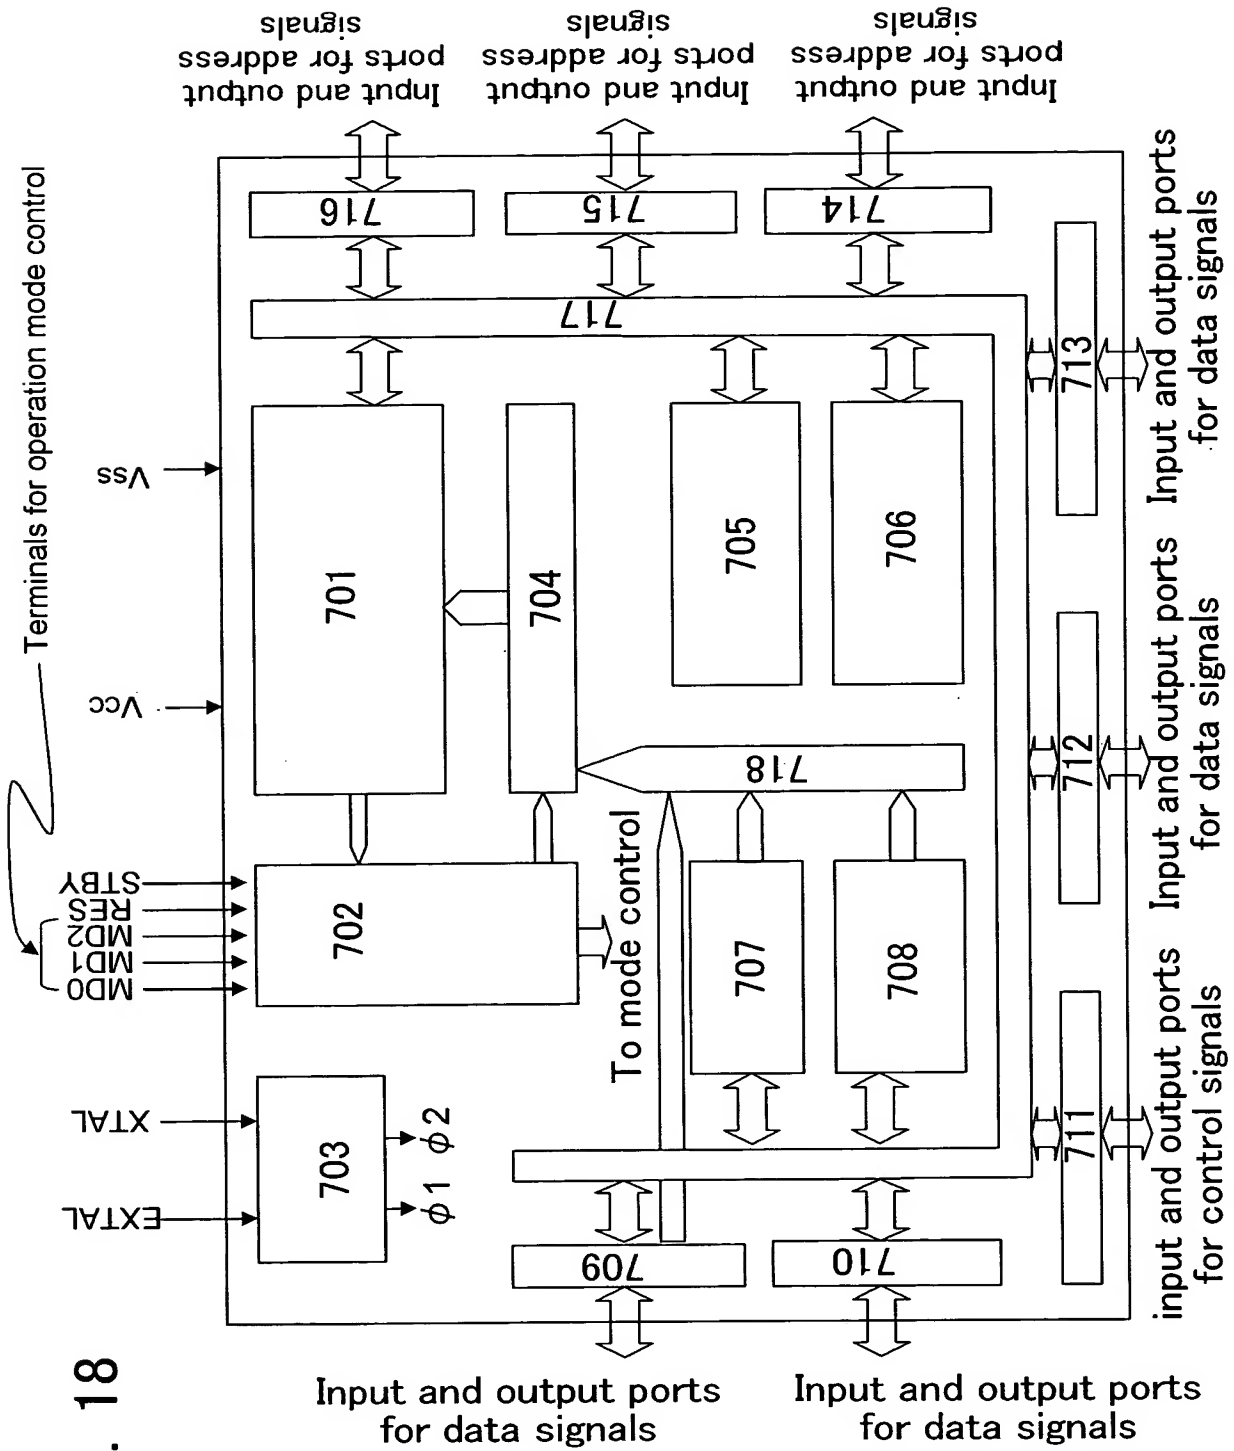 . 18
Terminals for operation mode control
EXTAL
XTAL
MD0
MD1
MD2
RES
STBY
Vcc
Vss
Input and output
ports for address
signals
Input and output
ports for address
signals
Input and output
ports for address
signals
716
715
714
717
701
702
703
704
705
706
718
707
708
ϕ1
ϕ2
To mode control
709
710
711
712
713
Input and output ports
for data signals
Input and output ports
for data signals
input and output ports
for control signals
Input and output ports
for data signals
Input and output ports
for data signals